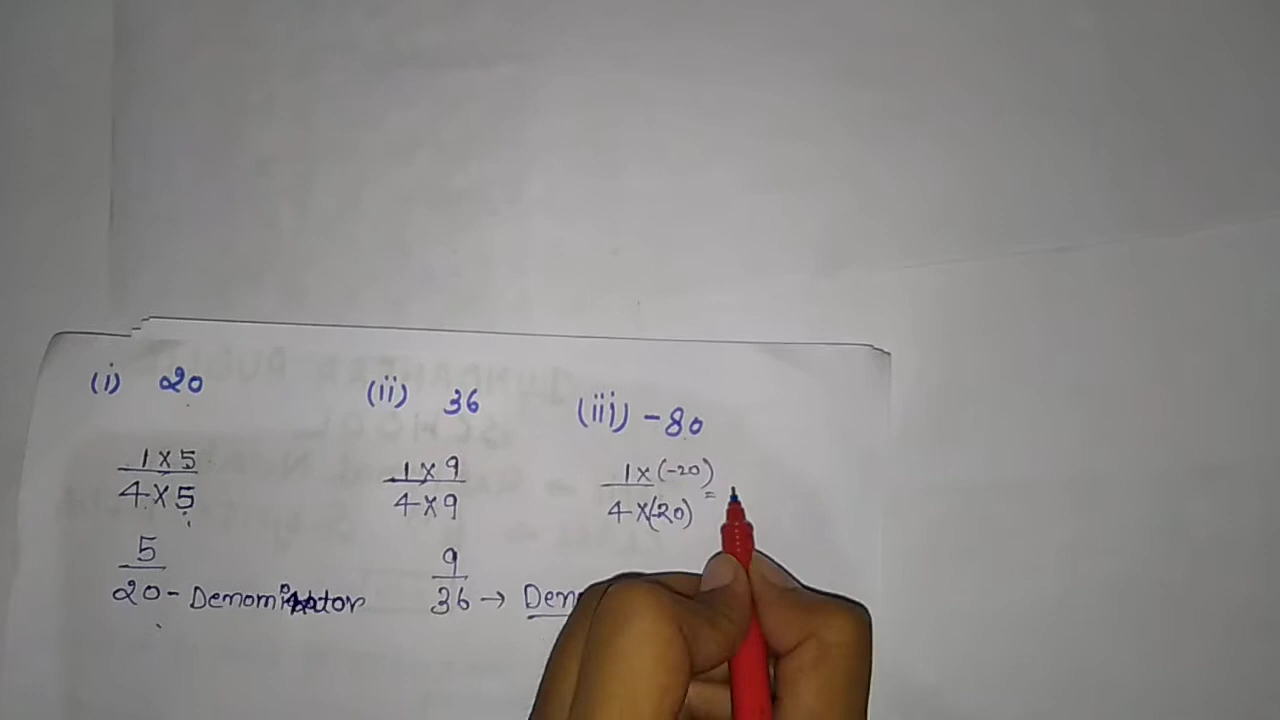 (i) 20
(ii) 36
(iii) -80
1 x 5
4 x 5
5
20 - Denominator
1 x 9
4 x 9
9
36 →
1 x (-20)
4 x (-20)
=